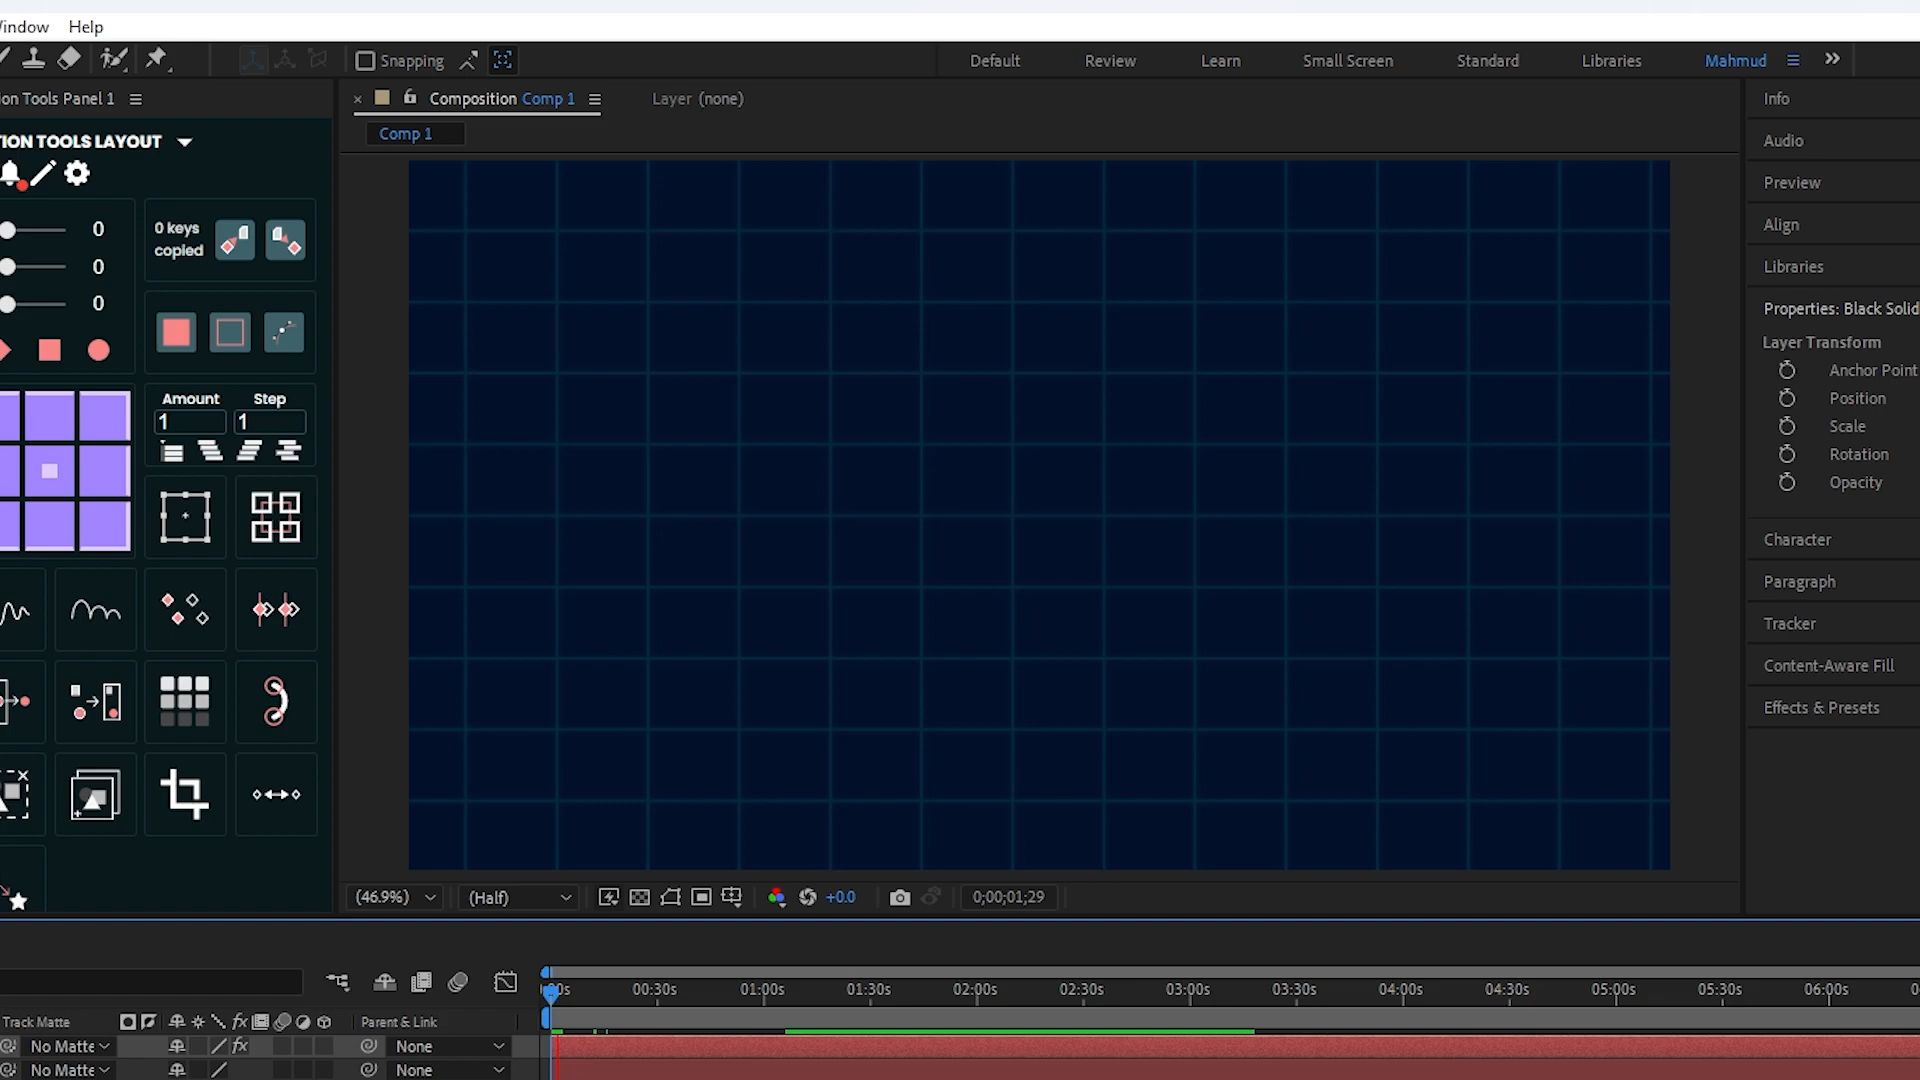 Window Help
Snapping
Default Review Learn Small Screen Standard Libraries Mahmud
ion Tools Panel 1
Composition Comp 1
Layer (none)
Comp 1
TION TOOLS LAYOUT
0
0
0
0 keys
copied
Amount Step
1 1
(46.9%) (Half) +0.0 0;00;01;29
Info
Audio
Preview
Align
Libraries
Properties: Black Solid
Layer Transform
Anchor Point
Position
Scale
Rotation
Opacity
Character
Paragraph
Tracker
Content-Aware Fill
Effects & Presets
00s 00:30s 01:00s 01:30s 02:00s 02:30s 03:00s 03:30s 04:00s 04:30s 05:00s 05:30s 06:00s
Track Matte fx Parent & Link
No Matte fx None
No Matte None